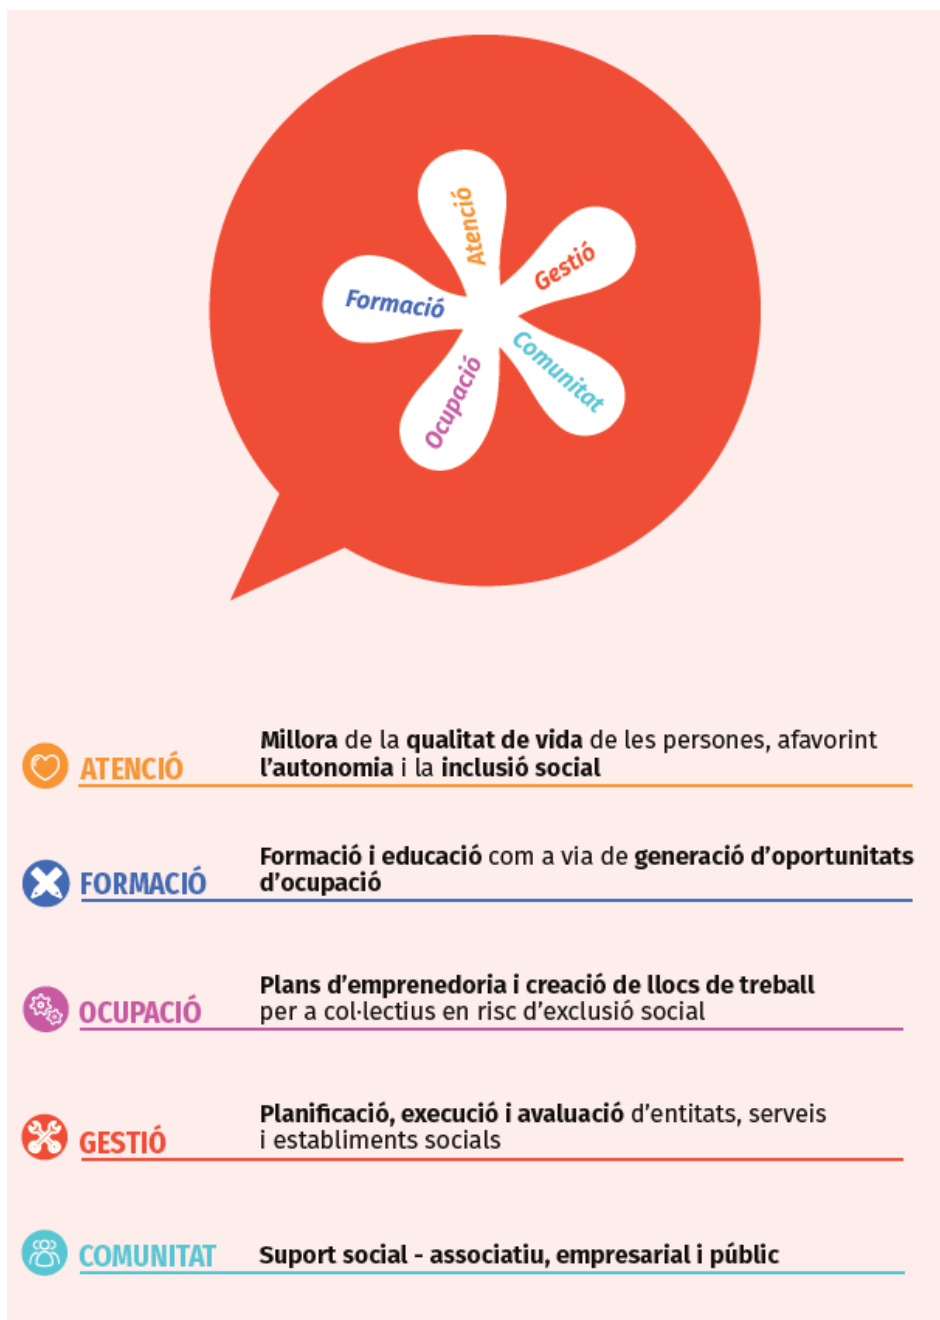 Atenció
Gestió
Formació
Comunitat
Ocupació
ATENCIÓ
Millora de la qualitat de vida de les persones, afavorint
l’autonomia i la inclusió social
FORMACIÓ
Formació i educació com a via de generació d’oportunitats
d’ocupació
OCUPACIÓ
Plans d’emprenedoria i creació de llocs de treball
per a col·lectius en risc d’exclusió social
GESTIÓ
Planificació, execució i avaluació d’entitats, serveis
i establiments socials
COMUNITAT
Suport social - associatiu, empresarial i públic